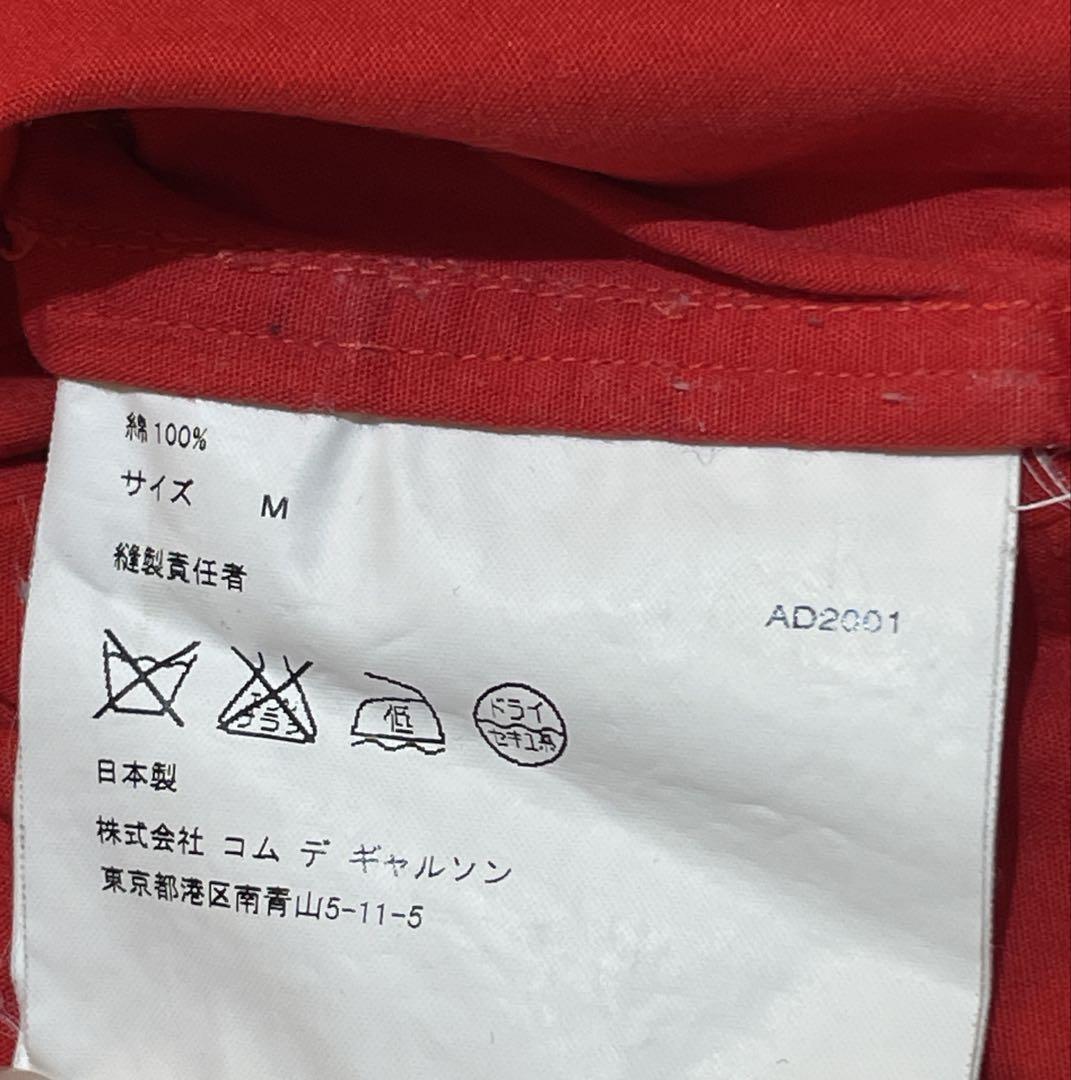 綿100%
サイズ M
縫製責任者
AD2001
低
ドライ
セキユ系
日本製
株式会社 コム デ ギャルソン
東京都港区南青山5-11-5